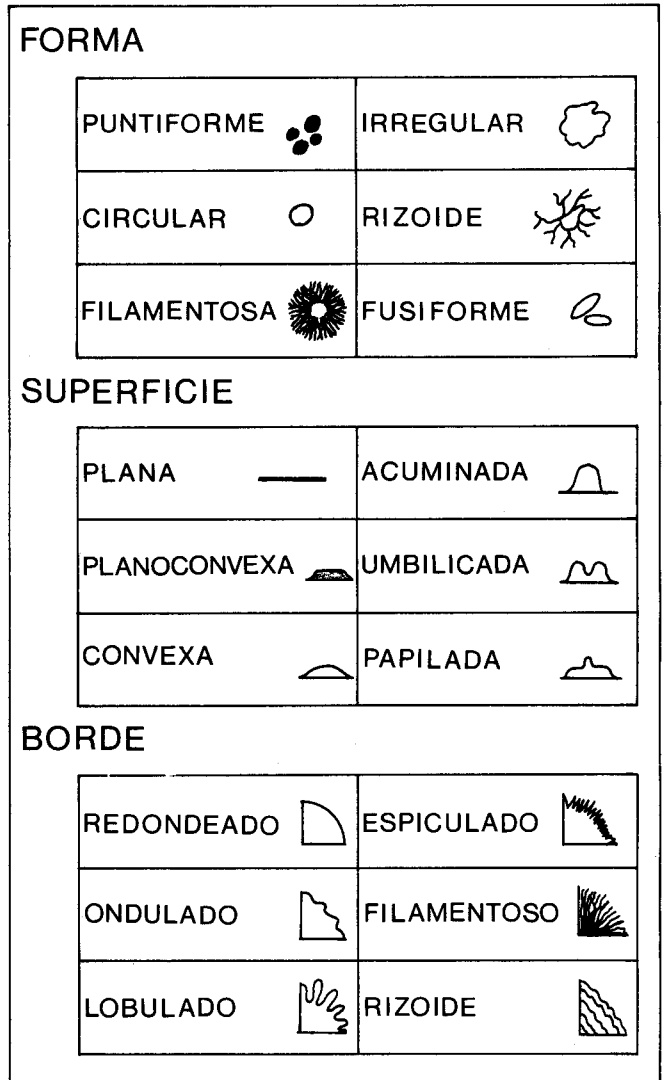 FORMA
PUNTIFORME IRREGULAR
CIRCULAR RIZOIDE
FILAMENTOSA FUSIFORME
SUPERFICIE
PLANA ACUMINADA
PLANOCONVEXA UMBILICADA
CONVEXA PAPILADA
BORDE
REDONDEADO ESPICULADO
ONDULADO FILAMENTOSO
LOBULADO RIZOIDE